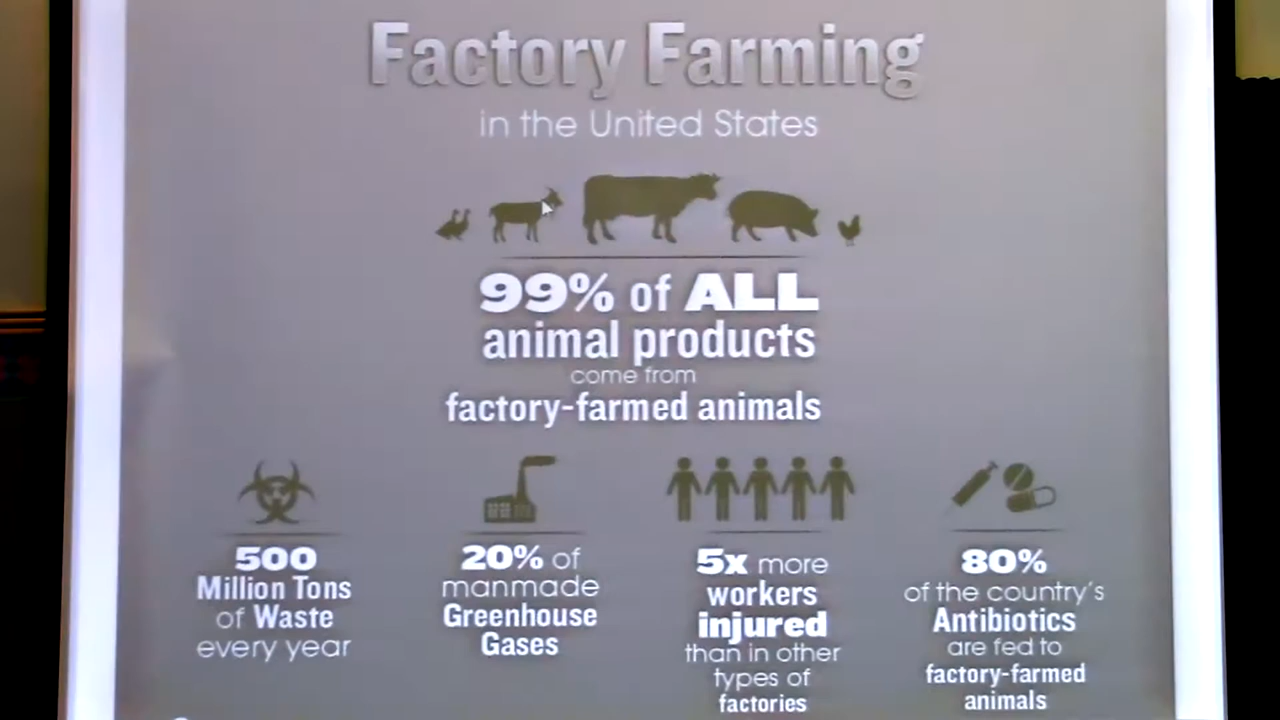 Factory Farming
in the United States
99% of ALL
animal products
come from
factory-farmed animals
500
Million Tons
of Waste
every year
20% of
manmade
Greenhouse
Gases
5x more
workers
injured
than in other
types of
factories
80%
of the country's
Antibiotics
are fed to
factory-farmed
animals